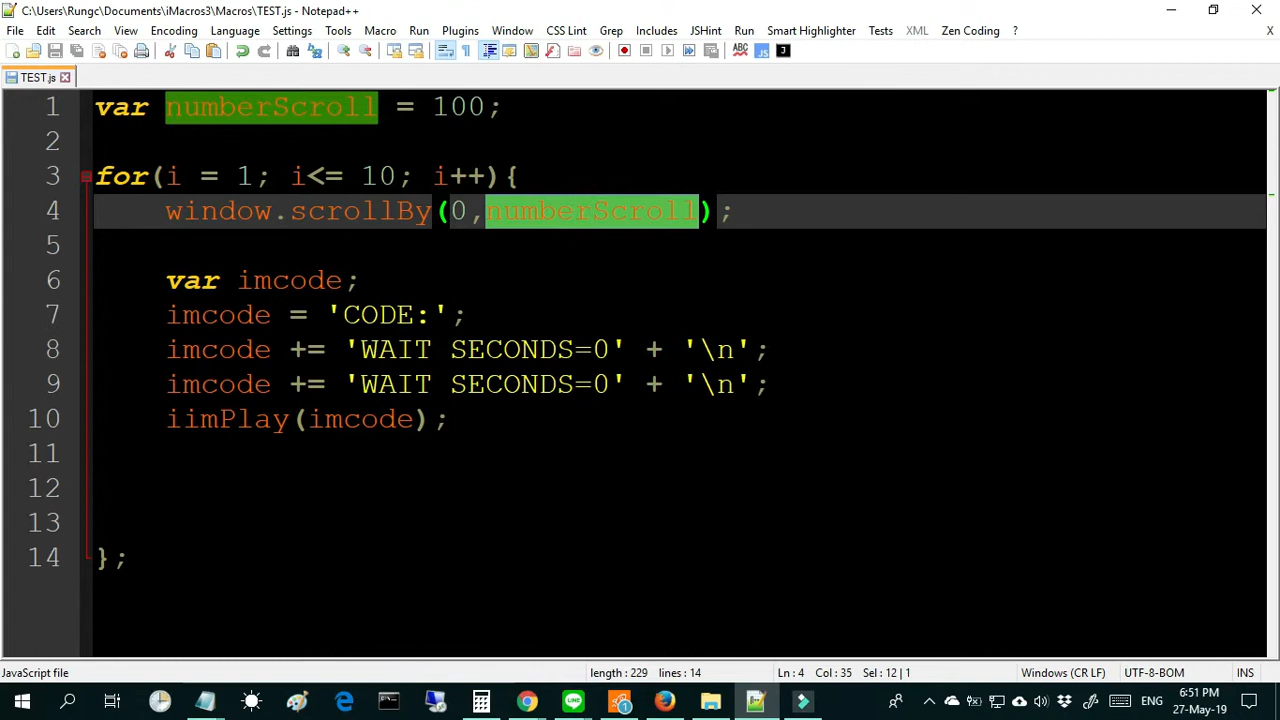 C:\Users\Rungc\Documents\iMacros3\Macros\TEST.js - Notepad++
File Edit Search View Encoding Language Settings Tools Macro Run Plugins Window CSS Lint Grep Includes JSHint Run Smart Highlighter Tests XML Zen Coding X
TEST.js
1 var numberScroll = 100;
2
3 for(i = 1; i<= 10; i++){
4 window.scrollBy(0,numberScroll);
5
6 var imcode;
7 imcode = 'CODE:';
8 imcode += 'WAIT SECONDS=0' + '\n';
9 imcode += 'WAIT SECONDS=0' + '\n';
10 iimPlay(imcode);
11
12
13
14 };
JavaScript file length : 229 lines : 14 Ln : 4 Col : 35 Sel : 12 | 1 Windows (CR LF) UTF-8-BOM INS
ENG 6:51 PM
27-May-19